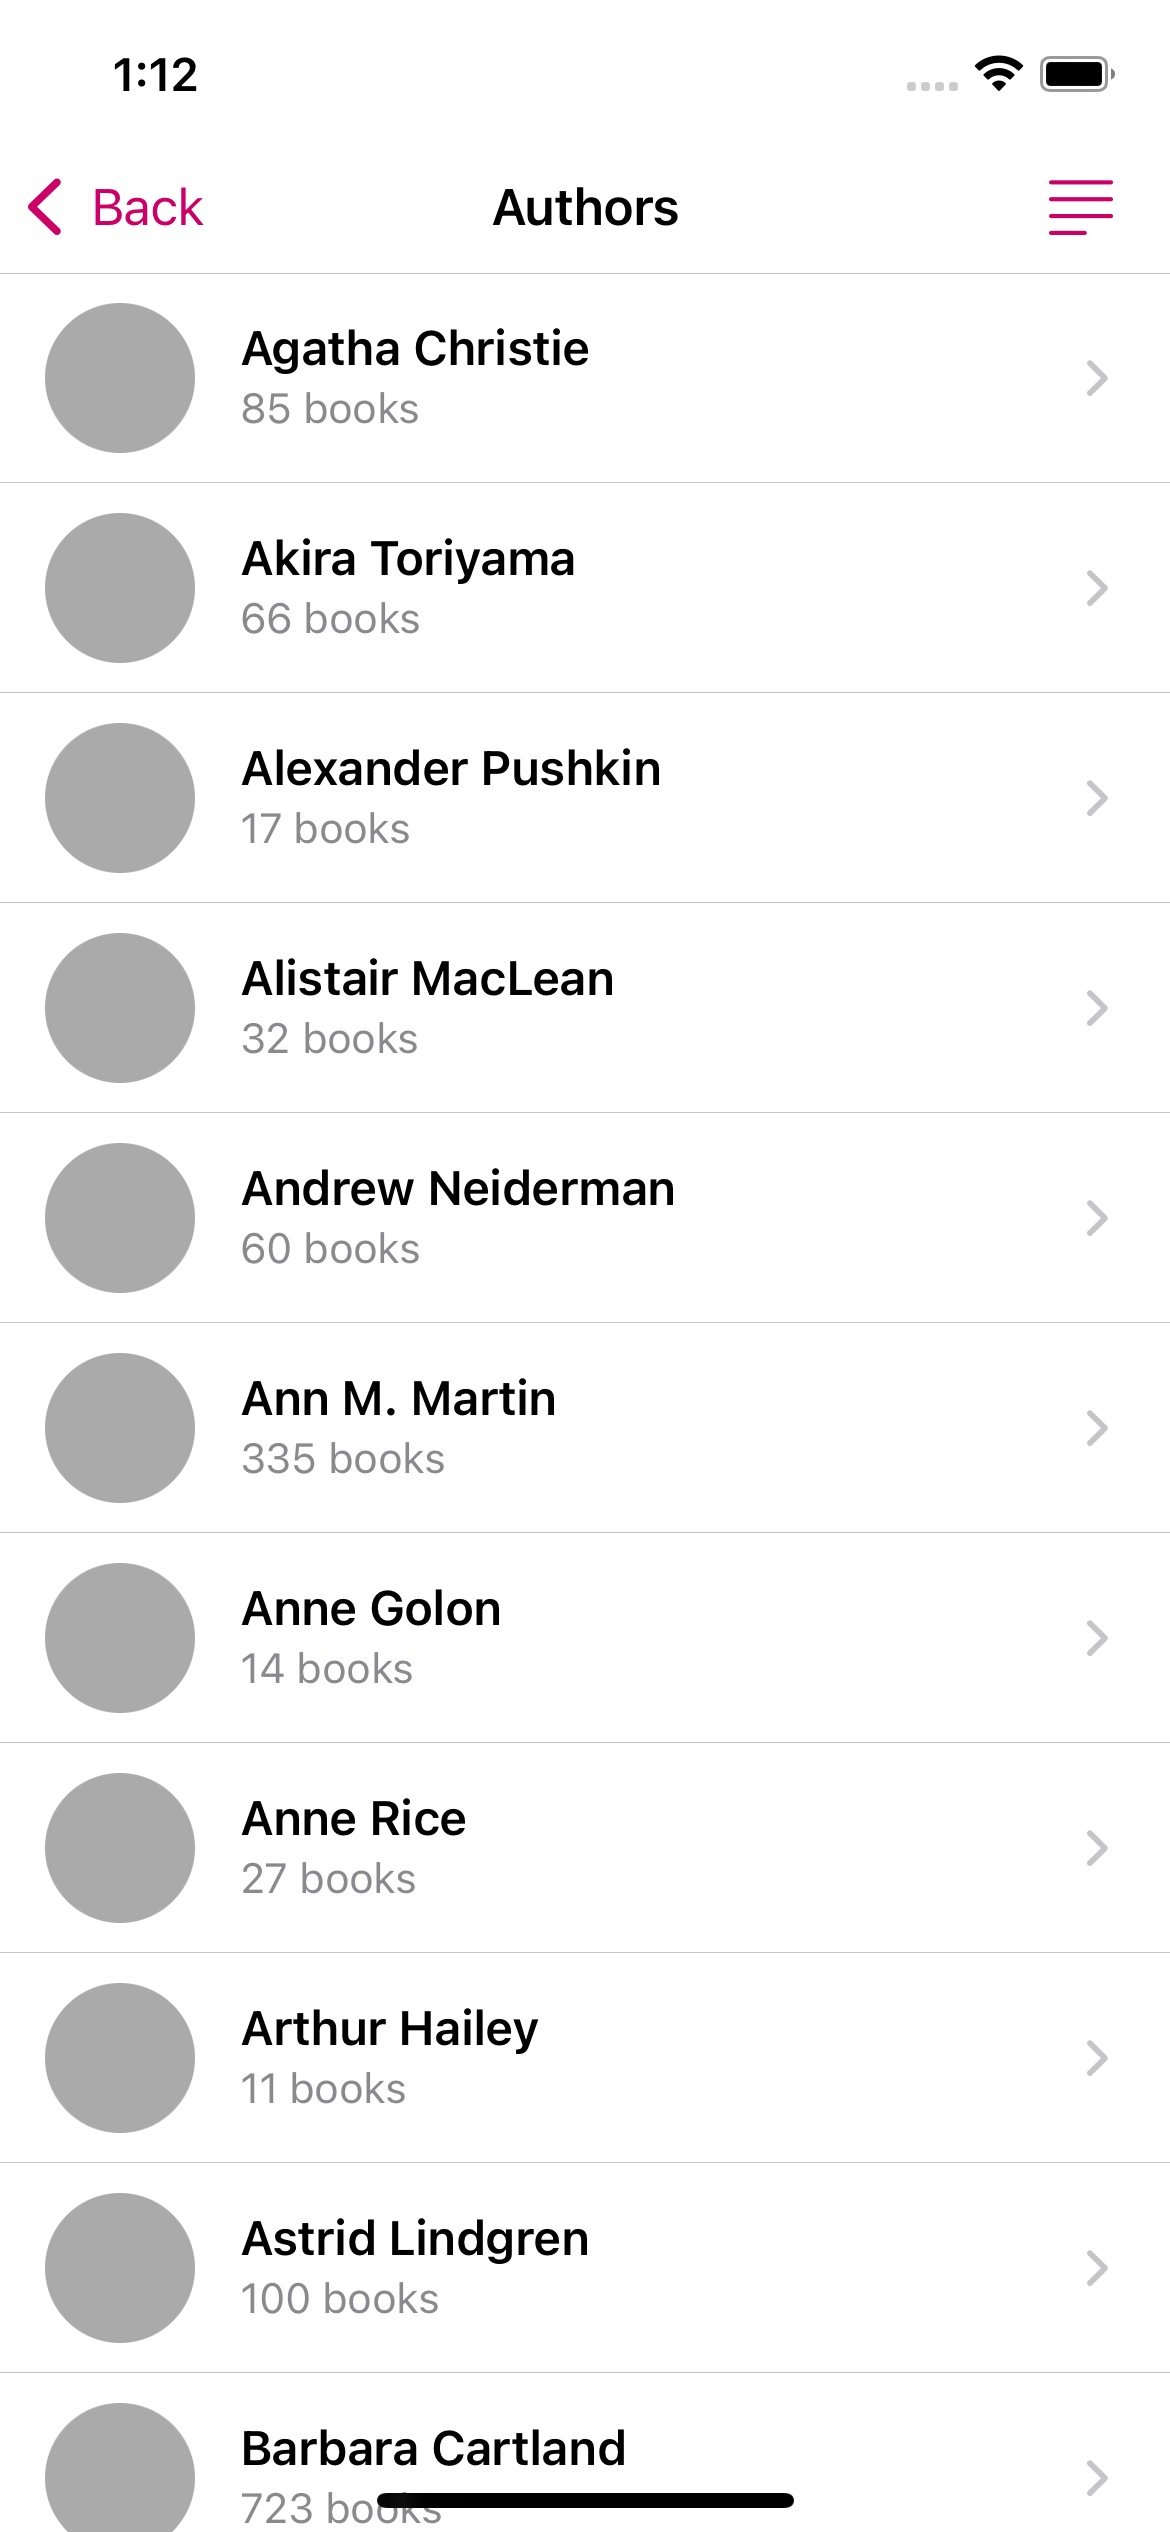 1:12
Back
Authors
Agatha Christie
85 books
Akira Toriyama
66 books
Alexander Pushkin
17 books
Alistair MacLean
32 books
Andrew Neiderman
60 books
Ann M. Martin
335 books
Anne Golon
14 books
Anne Rice
27 books
Arthur Hailey
11 books
Astrid Lindgren
100 books
Barbara Cartland
723 books